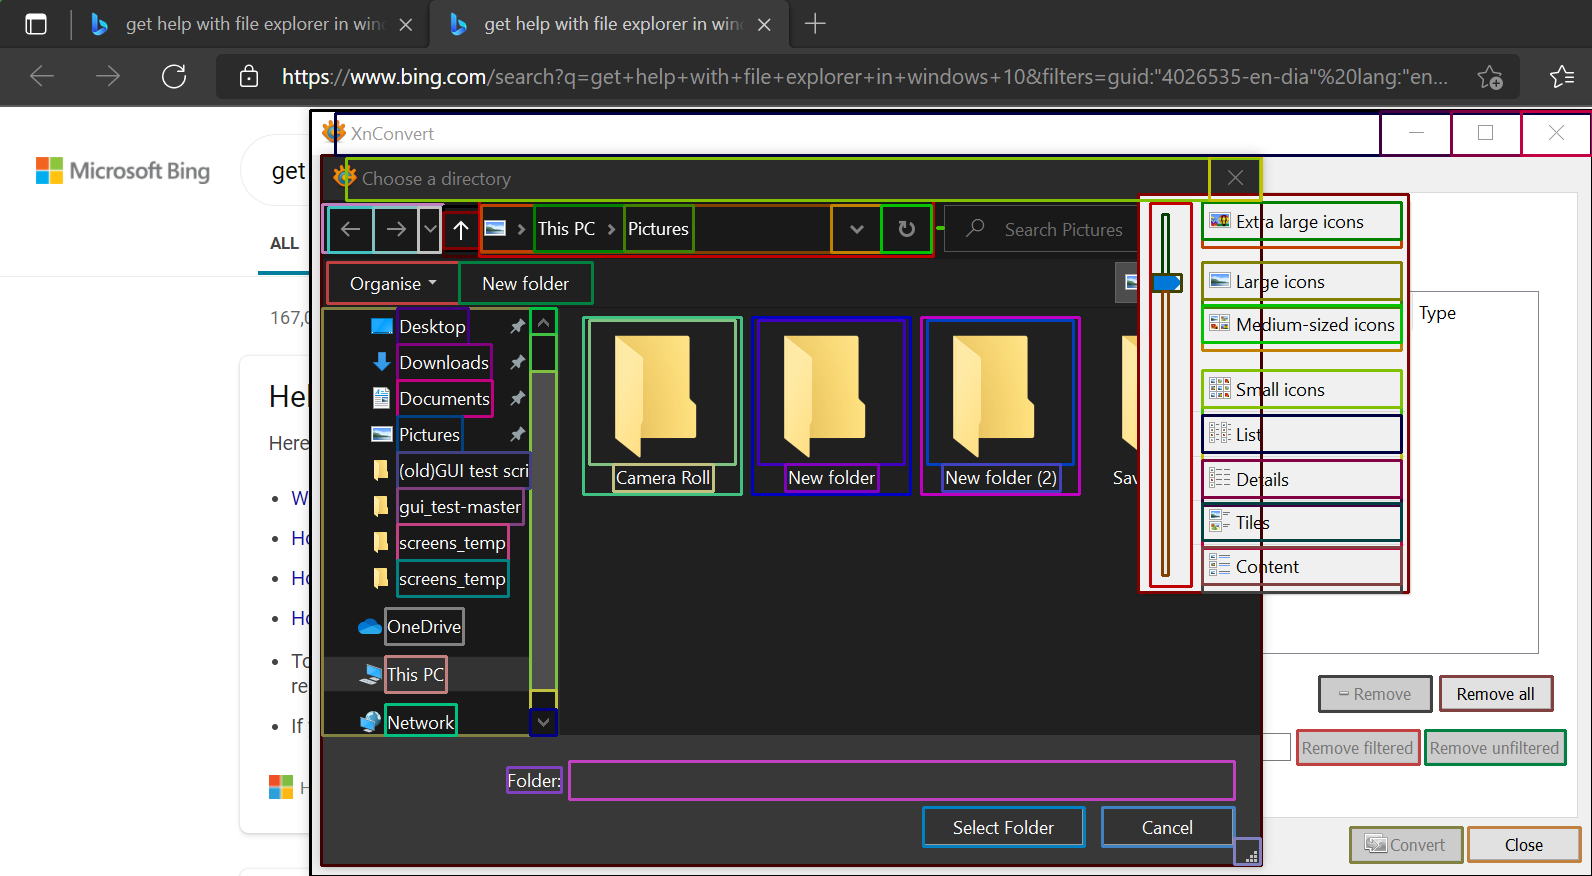 get help with file explorer in win
get help with file explorer in win
https://www.bing.com/search?q=get+help+with+file+explorer+in+windows+10&filters=guid:"4026535-en-dia"%20lang:"en...
Microsoft Bing
get
ALL
167,0
Hel
Here
W
Ho
Ho
Ho
To
re
If
H
XnConvert
Choose a directory
This PC
Pictures
Search Pictures
Organise
New folder
Desktop
Downloads
Documents
Pictures
(old)GUI test scri
gui_test-master
screens_temp
screens_temp
OneDrive
This PC
Network
Camera Roll
New folder
New folder (2)
Sav
Extra large icons
Large icons
Medium-sized icons
Small icons
List
Details
Tiles
Content
Type
Remove
Remove all
Remove filtered
Remove unfiltered
Folder:
Select Folder
Cancel
Convert
Close